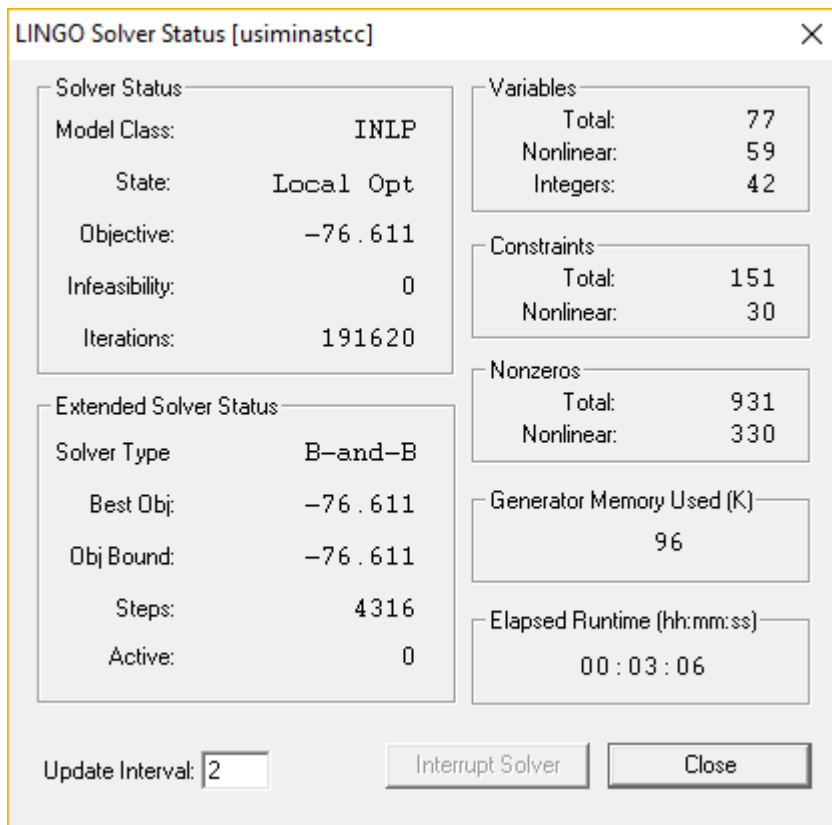 LINGO Solver Status [usiminastcc]
Solver Status
Model Class: INLP
State: Local Opt
Objective: -76.611
Infeasibility: 0
Iterations: 191620
Extended Solver Status
Solver Type B-and-B
Best Obj: -76.611
Obj Bound: -76.611
Steps: 4316
Active: 0
Variables
Total: 77
Nonlinear: 59
Integers: 42
Constraints
Total: 151
Nonlinear: 30
Nonzeros
Total: 931
Nonlinear: 330
Generator Memory Used (K)
96
Elapsed Runtime (hh:mm:ss)
00:03:06
Update Interval: 2
Interrupt Solver
Close